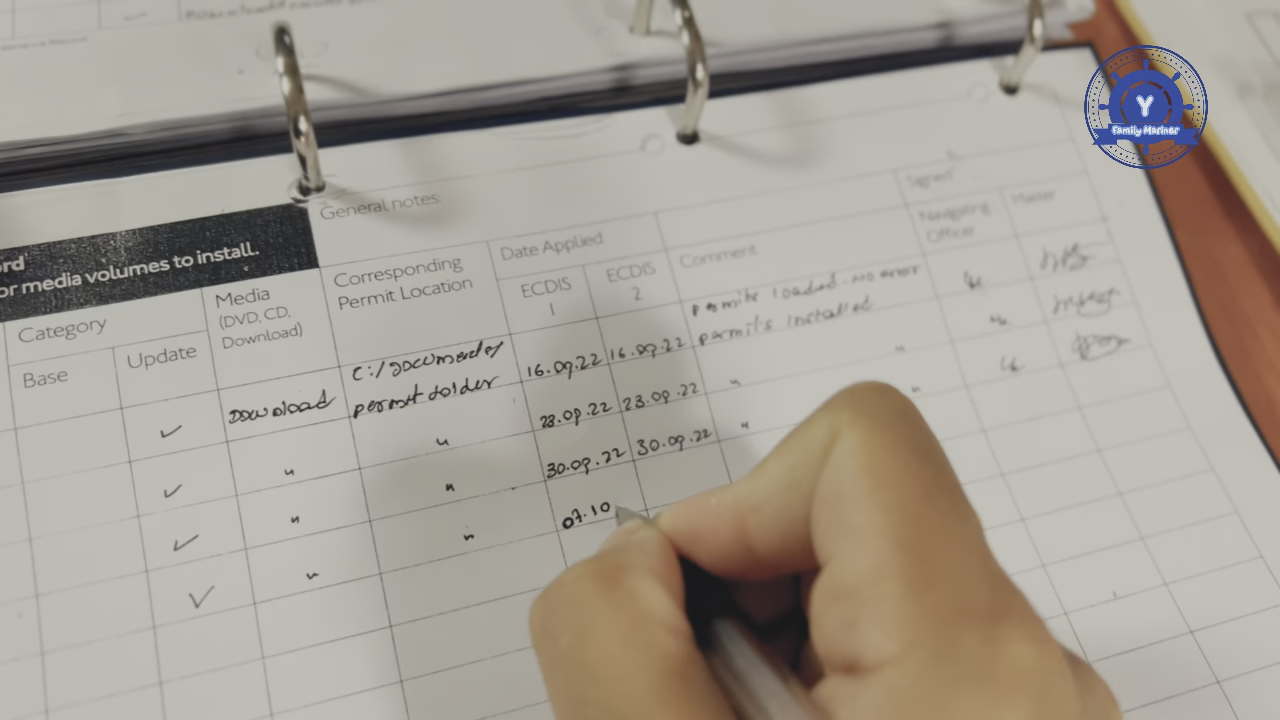 Y
Family Mariner
General notes:
or media volumes to install.
Signed
Category
Media
(DVD, CD,
Download)
Corresponding
Permit Location
Date Applied
Comment
Navigating
Officer
Master
Base
Update
ECDIS
1
ECDIS
2
✓ Download C:/documents/ 16.09.22 16.09.22 permits loaded. no error
permit folder permits installed
✓ " " 23.09.22 23.09.22 " "
✓ " " 30.09.22 30.09.22 " "
✓ " " 07.10